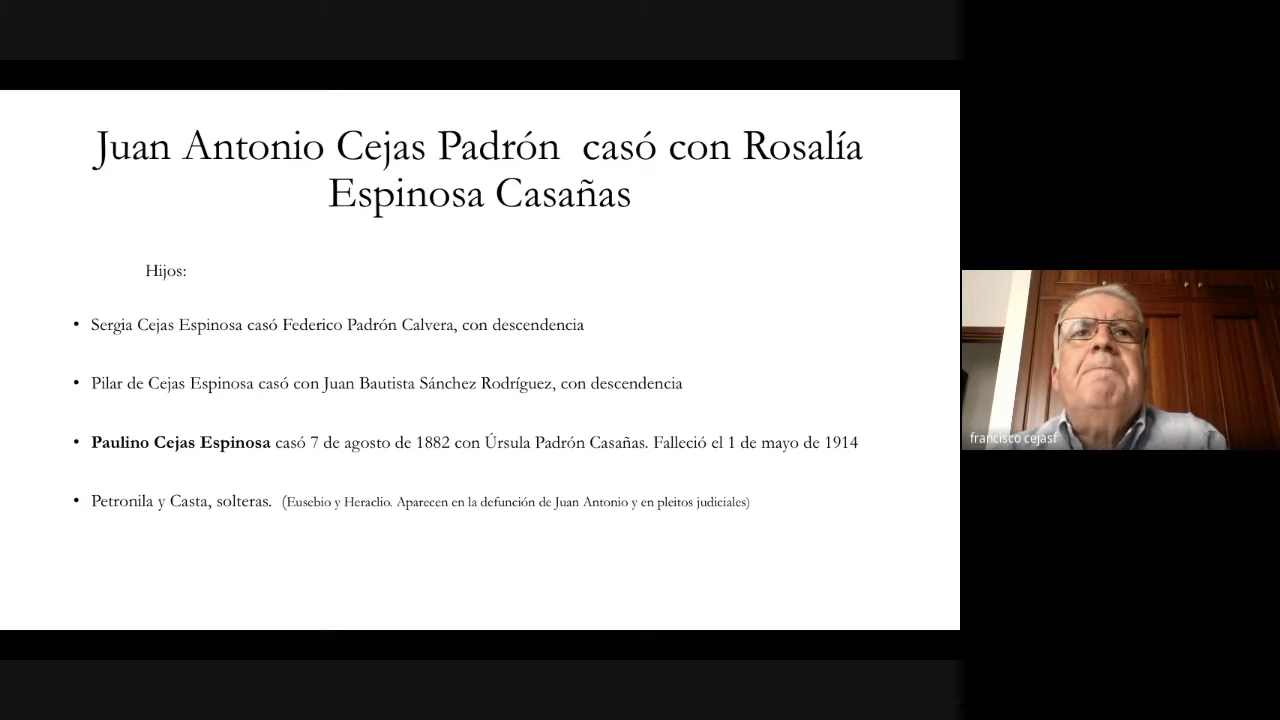 Juan Antonio Cejas Padrón casó con Rosalía
Espinosa Casañas
Hijos:
• Sergia Cejas Espinosa casó Federico Padrón Calvera, con descendencia
• Pilar de Cejas Espinosa casó con Juan Bautista Sánchez Rodríguez, con descendencia
• Paulino Cejas Espinosa casó 7 de agosto de 1882 con Úrsula Padrón Casañas. Falleció el 1 de mayo de 1914
• Petronila y Casta, solteras. (Eusebio y Heraclio. Aparecen en la defunción de Juan Antonio y en pleitos judiciales)
francisco cejasf